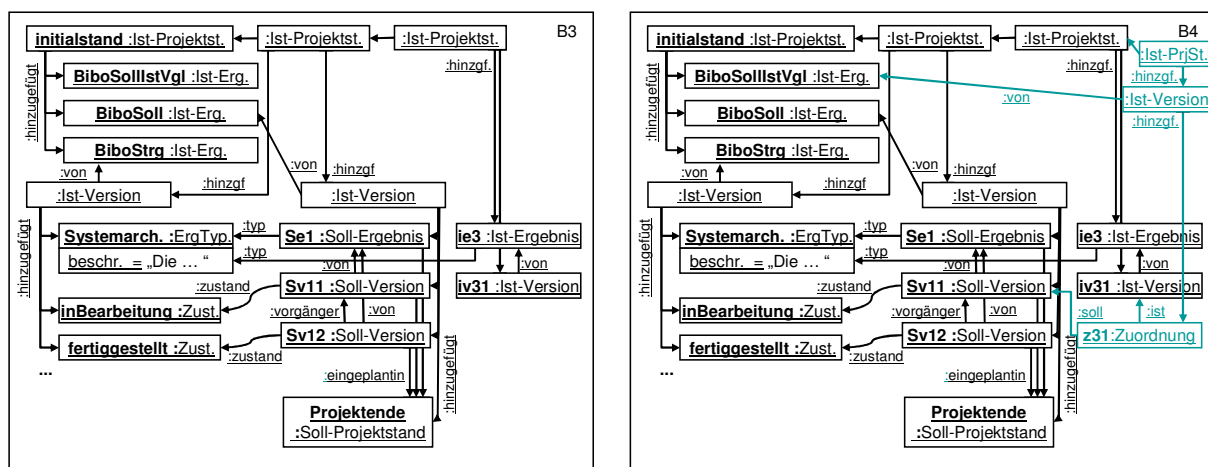 B3
initialstand :Ist-Projektst.
:Ist-Projektst.
:Ist-Projektst.
:hinzugefügt
BiboSollIstVgl :Ist-Erg.
:hinzgf.
BiboSoll :Ist-Erg.
BiboStrg :Ist-Erg.
:von
:hinzgf
:von
:hinzgf
:Ist-Version
:Ist-Version
:hinzugefügt
Systemarch. :ErgTyp.
:typ
Se1 :Soll-Ergebnis
ie3 :Ist-Ergebnis
beschr. = „Die … “
:typ
:von
:von
:zustand
Sv11 :Soll-Version
iv31 :Ist-Version
inBearbeitung :Zust.
:vorgänger
:von
fertiggestellt :Zust.
Sv12 :Soll-Version
:zustand
...
:eingeplantin
:hinzugefügt
Projektende
:Soll-Projektstand
B4
initialstand :Ist-Projektst.
:Ist-Projektst.
:Ist-Projektst.
:Ist-PrjSt.
:hinzugefügt
BiboSollIstVgl :Ist-Erg.
:hinzgf.
:hinzgf.
:von
:Ist-Version
BiboSoll :Ist-Erg.
:hinzgf.
BiboStrg :Ist-Erg.
:von
:hinzgf
:von
:hinzgf
:Ist-Version
:Ist-Version
:hinzugefügt
Systemarch. :ErgTyp.
:typ
Se1 :Soll-Ergebnis
ie3 :Ist-Ergebnis
beschr. = „Die … “
:typ
:von
:von
:zustand
Sv11 :Soll-Version
iv31 :Ist-Version
inBearbeitung :Zust.
:vorgänger
:von
:soll
:ist
fertiggestellt :Zust.
Sv12 :Soll-Version
z31:Zuordnung
:zustand
...
:eingeplantin
:hinzugefügt
Projektende
:Soll-Projektstand